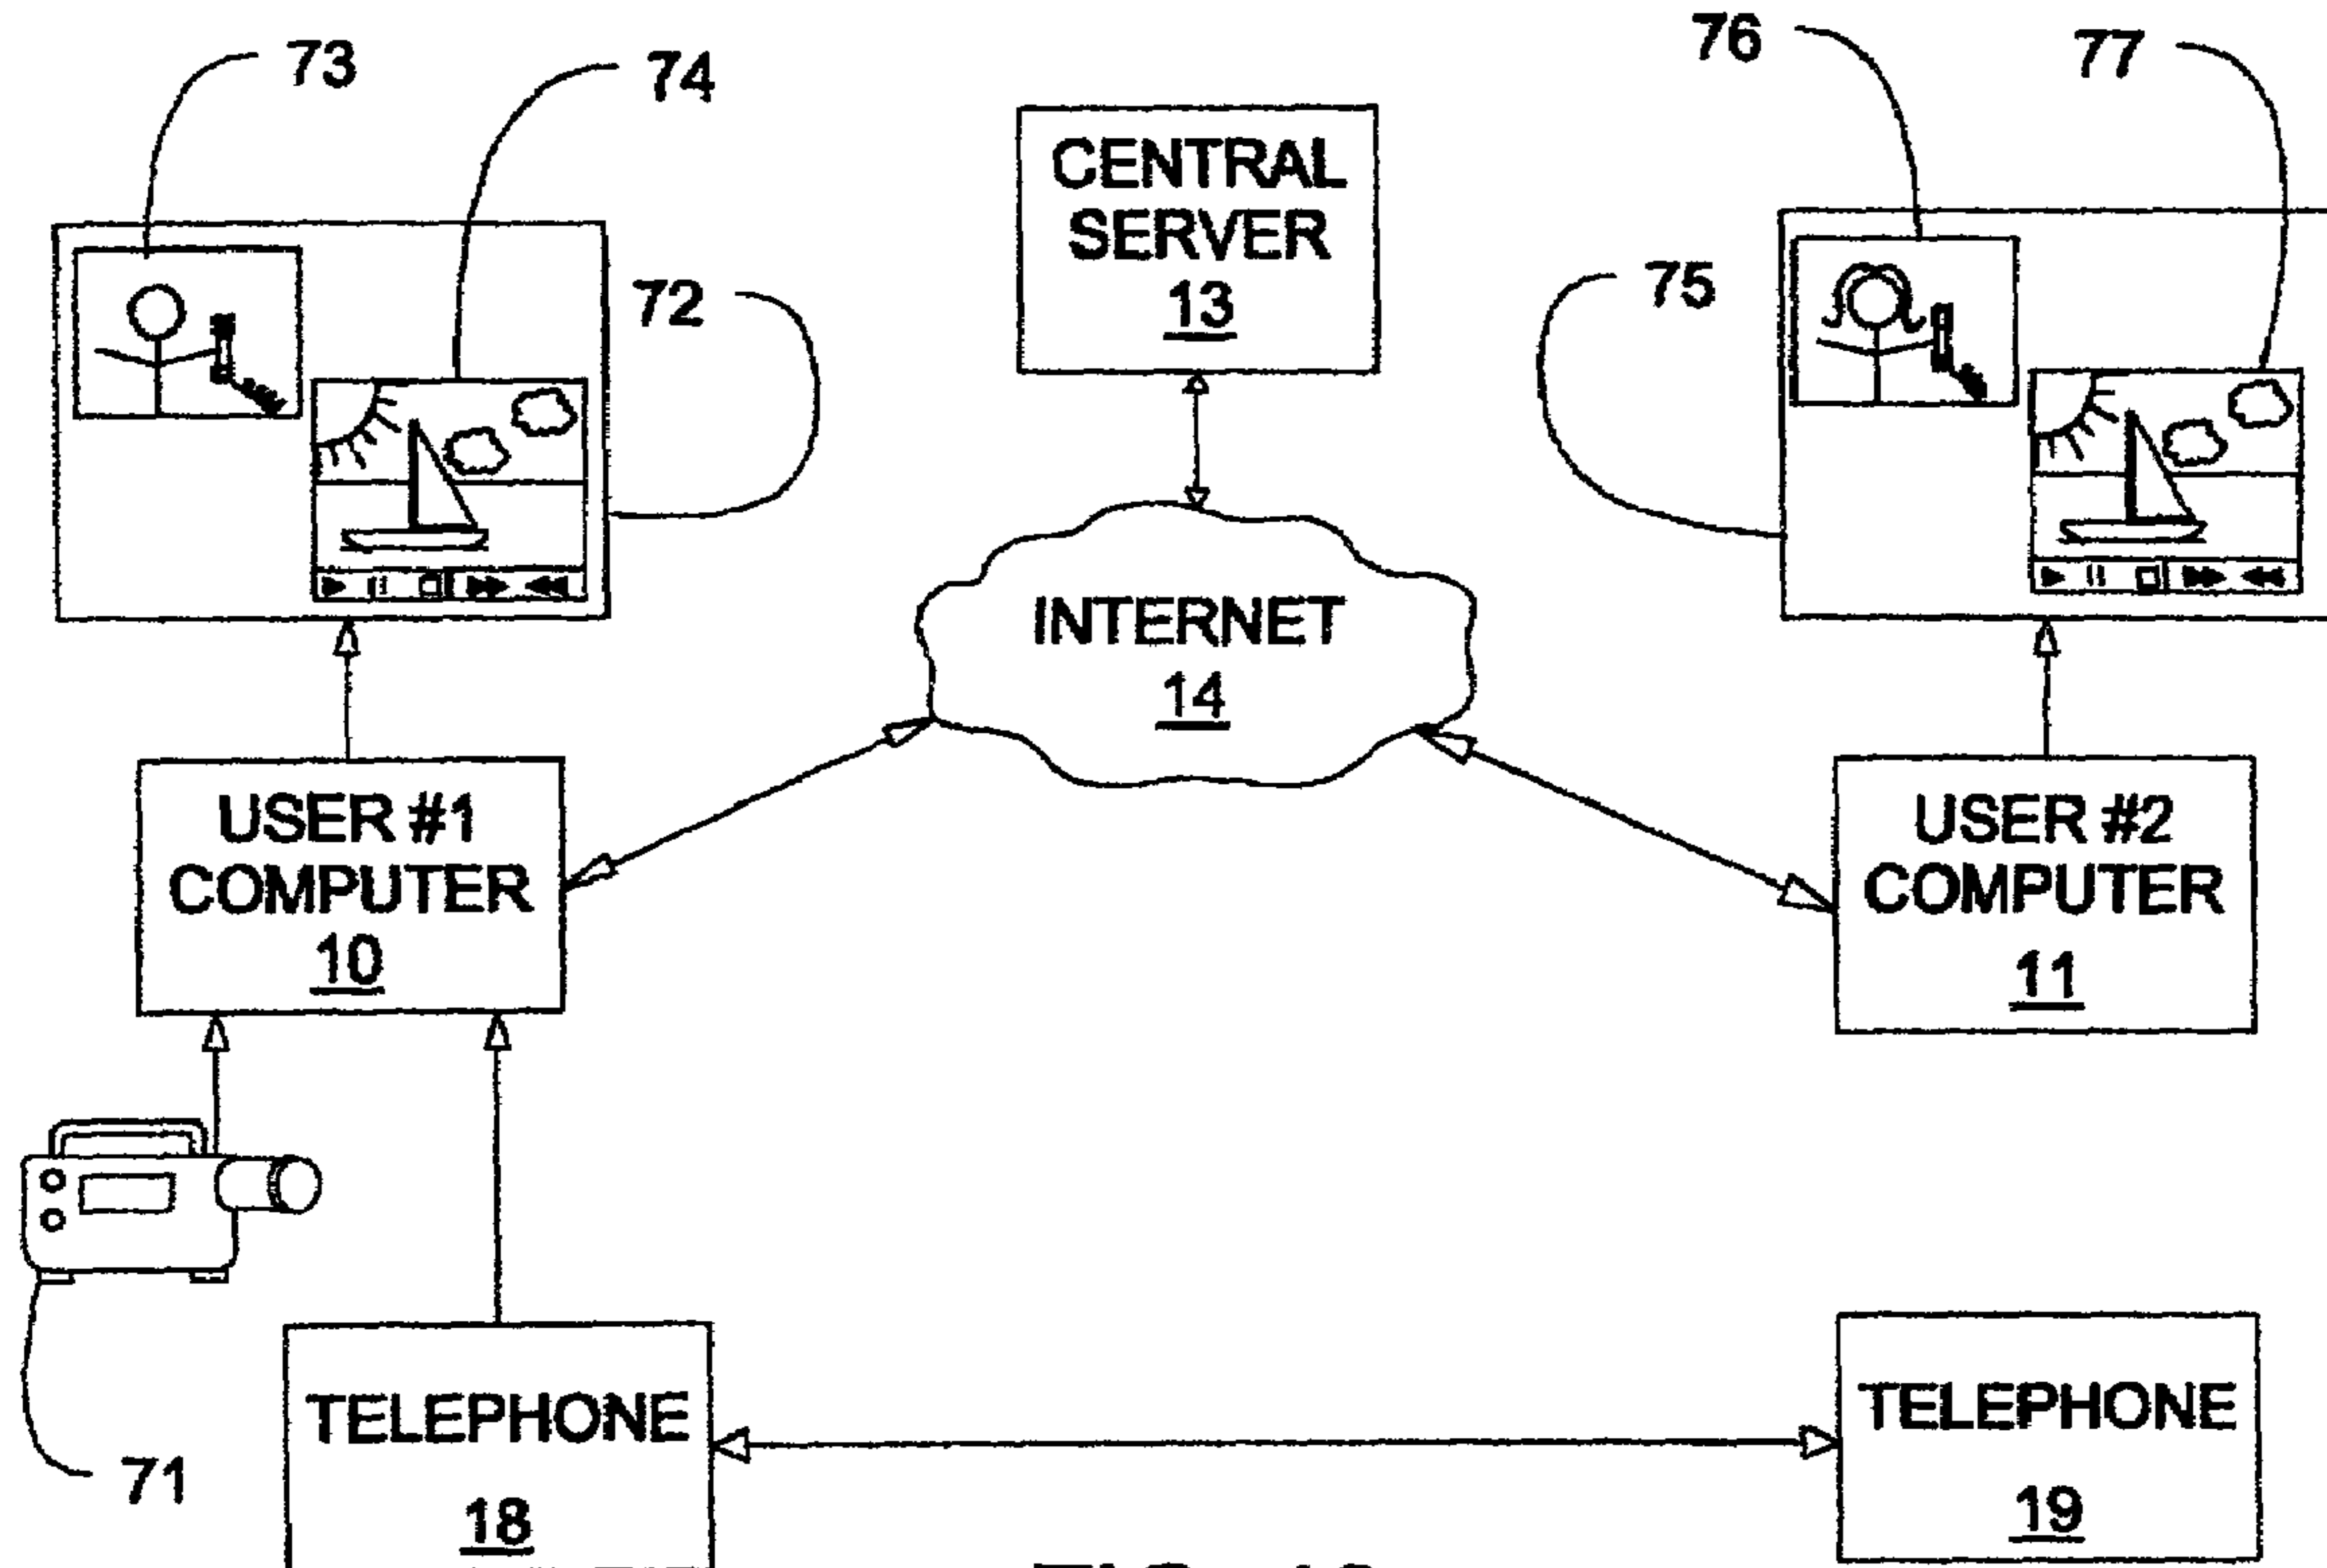 73
74
76
77
CENTRAL
SERVER
13
72
75
INTERNET
14
USER #1
COMPUTER
10
USER #2
COMPUTER
11
71
TELEPHONE
18
TELEPHONE
19